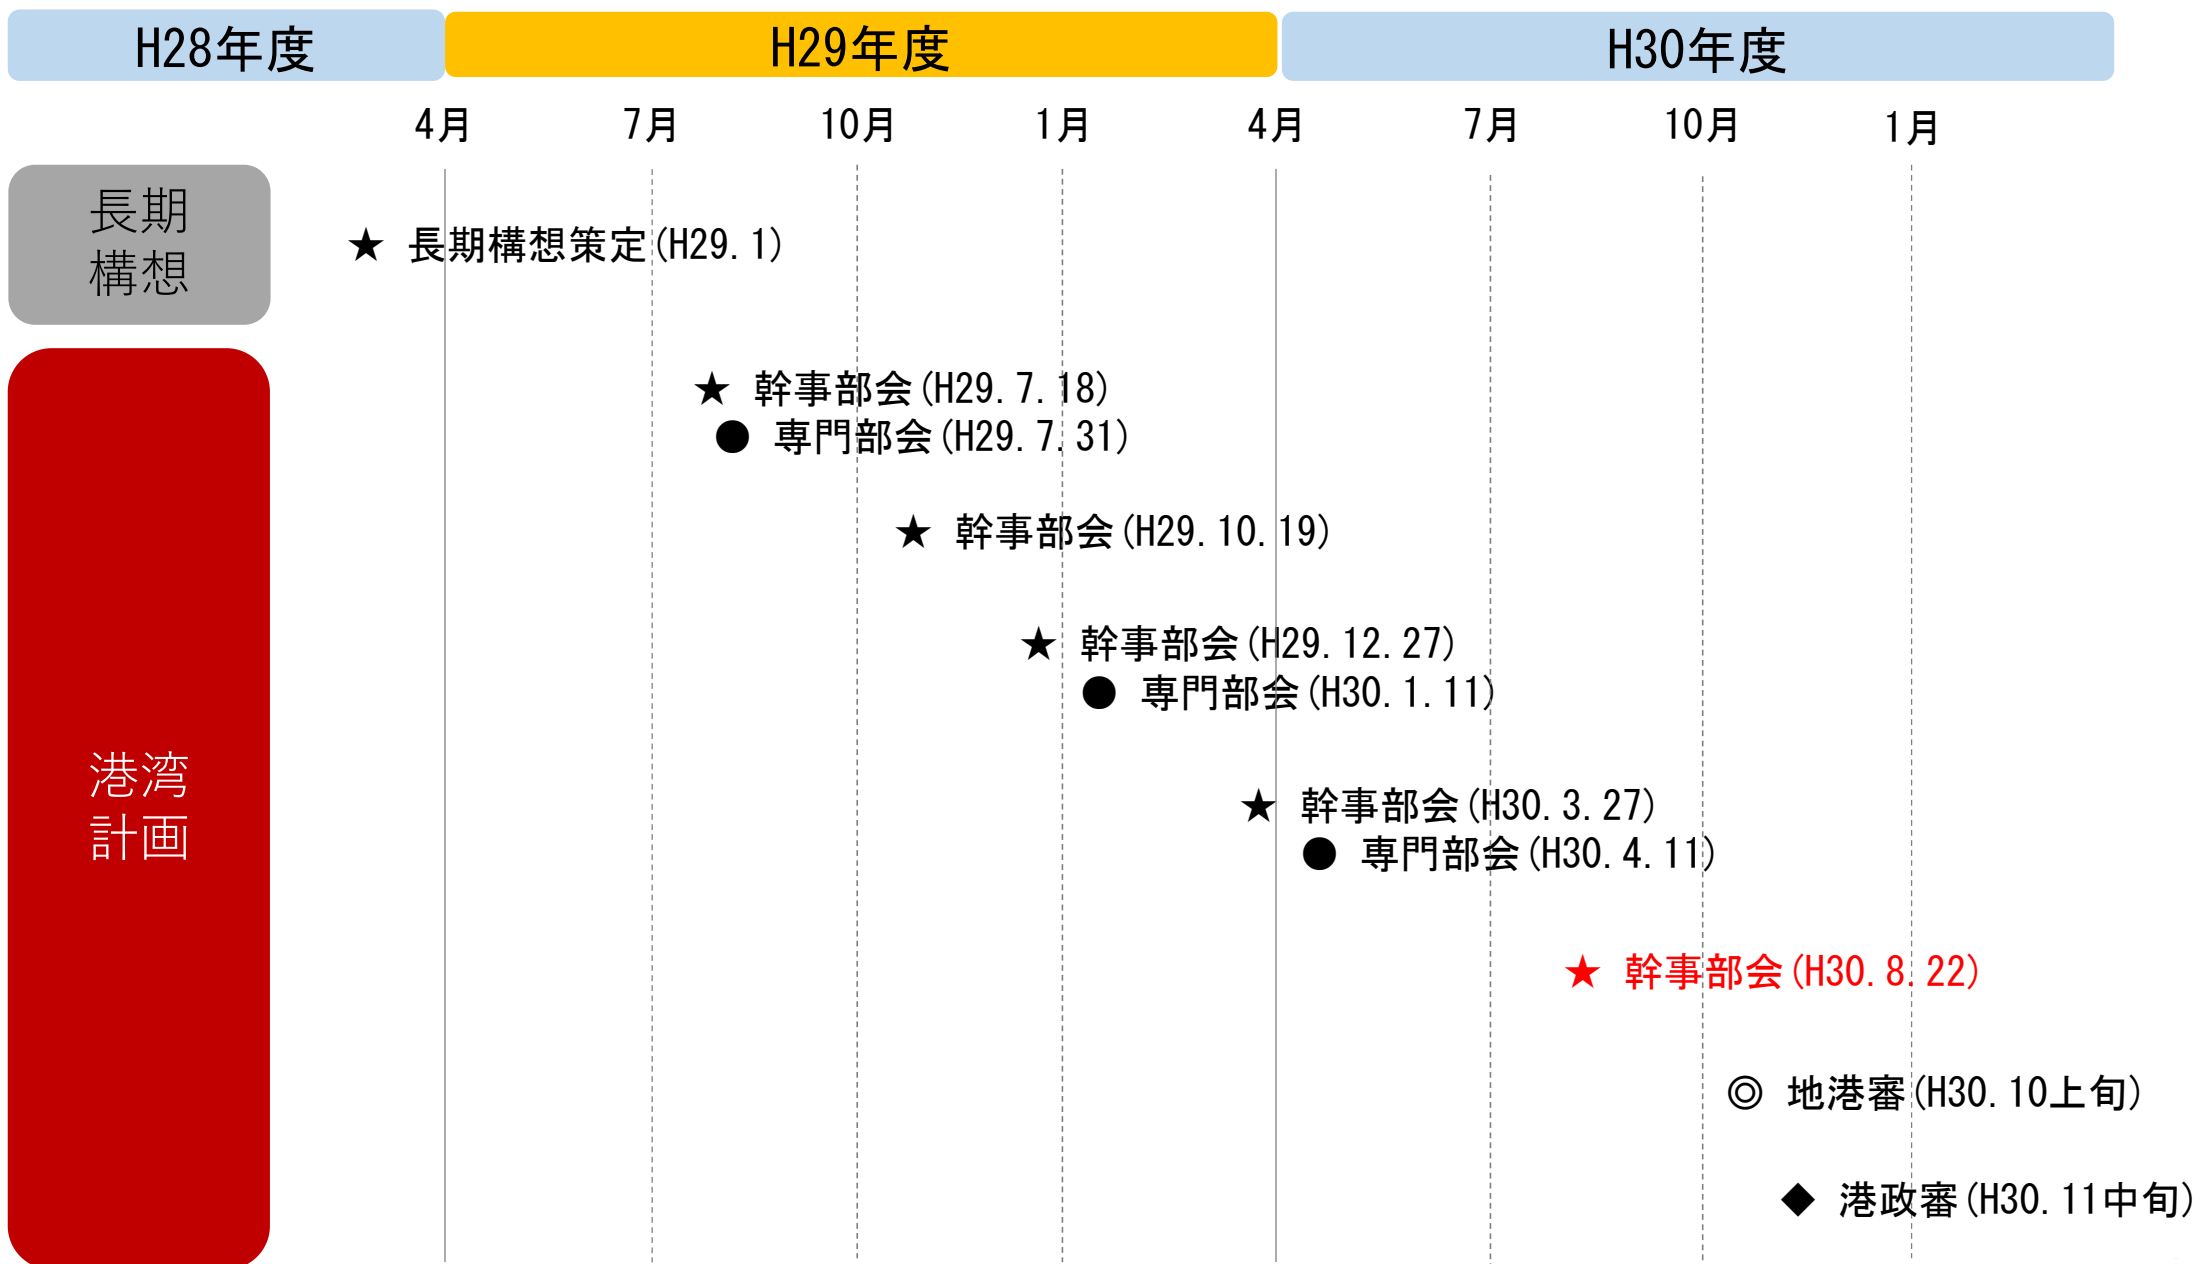 H28年度 H29年度 H30年度
4月 7月 10月 1月 4月 7月 10月 1月
長期
構想
★ 長期構想策定(H29.1)
港湾
計画
★ 幹事部会(H29.7.18)
● 専門部会(H29.7.31)
★ 幹事部会(H29.10.19)
★ 幹事部会(H29.12.27)
● 専門部会(H30.1.11)
★ 幹事部会(H30.3.27)
● 専門部会(H30.4.11)
★ 幹事部会(H30.8.22)
◎ 地港審(H30.10上旬)
◆ 港政審(H30.11中旬)